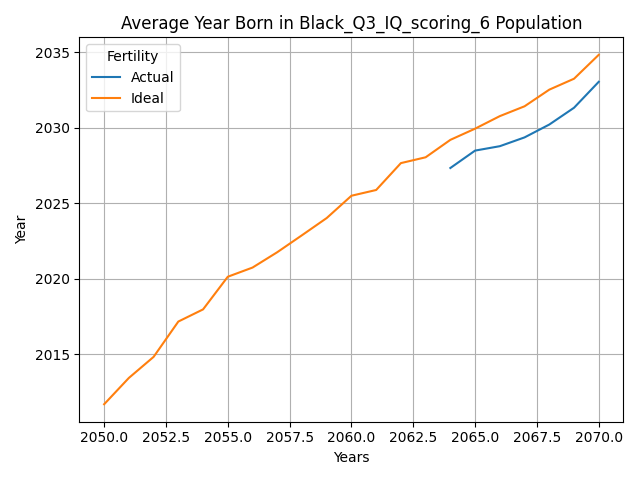 Average Year Born in Black_Q3_IQ_scoring_6 Population
Fertility
Actual
Ideal
Year
2035
2030
2025
2020
2015
2050.0 2052.5 2055.0 2057.5 2060.0 2062.5 2065.0 2067.5 2070.0
Years